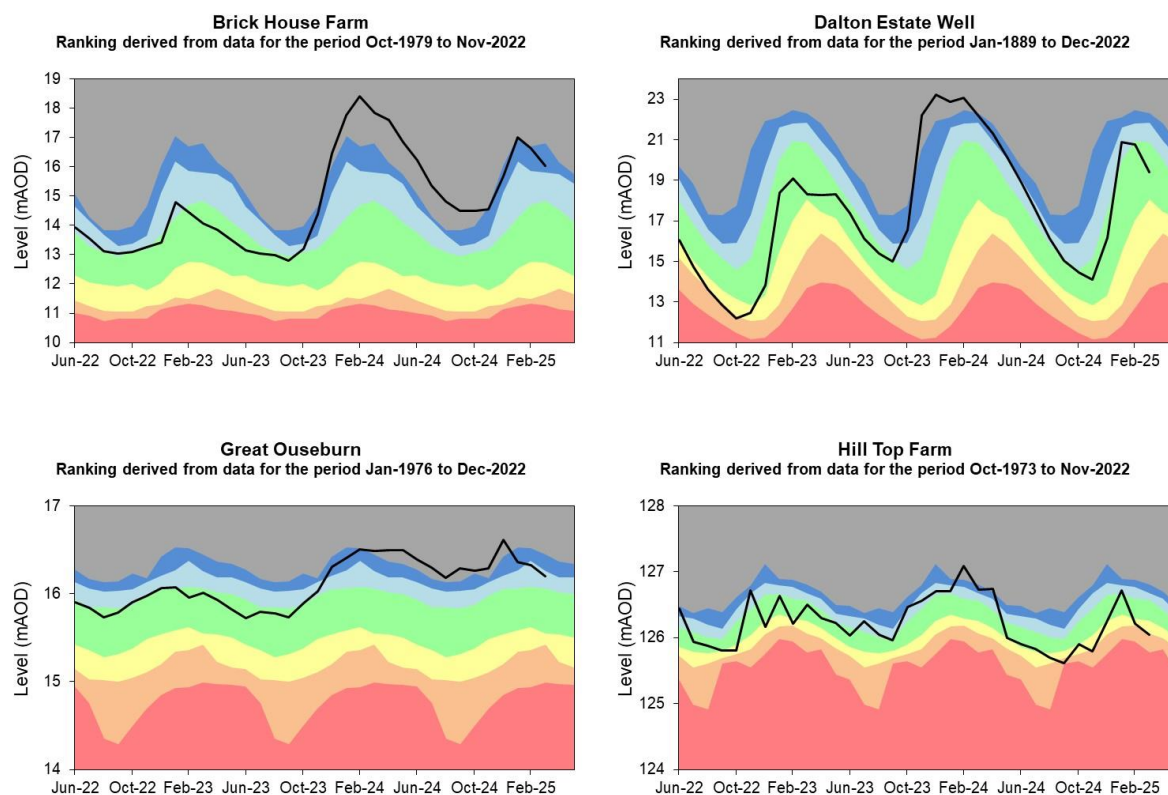 Brick House Farm
Ranking derived from data for the period Oct-1979 to Nov-2022
Level (mAOD)
19
18
17
16
15
14
13
12
11
10
Jun-22 Oct-22 Feb-23 Jun-23 Oct-23 Feb-24 Jun-24 Oct-24 Feb-25
Dalton Estate Well
Ranking derived from data for the period Jan-1889 to Dec-2022
Level (mAOD)
23
21
19
17
15
13
11
Jun-22 Oct-22 Feb-23 Jun-23 Oct-23 Feb-24 Jun-24 Oct-24 Feb-25
Great Ouseburn
Ranking derived from data for the period Jan-1976 to Dec-2022
Level (mAOD)
17
16
15
14
Jun-22 Oct-22 Feb-23 Jun-23 Oct-23 Feb-24 Jun-24 Oct-24 Feb-25
Hill Top Farm
Ranking derived from data for the period Oct-1973 to Nov-2022
Level (mAOD)
128
127
126
125
124
Jun-22 Oct-22 Feb-23 Jun-23 Oct-23 Feb-24 Jun-24 Oct-24 Feb-25